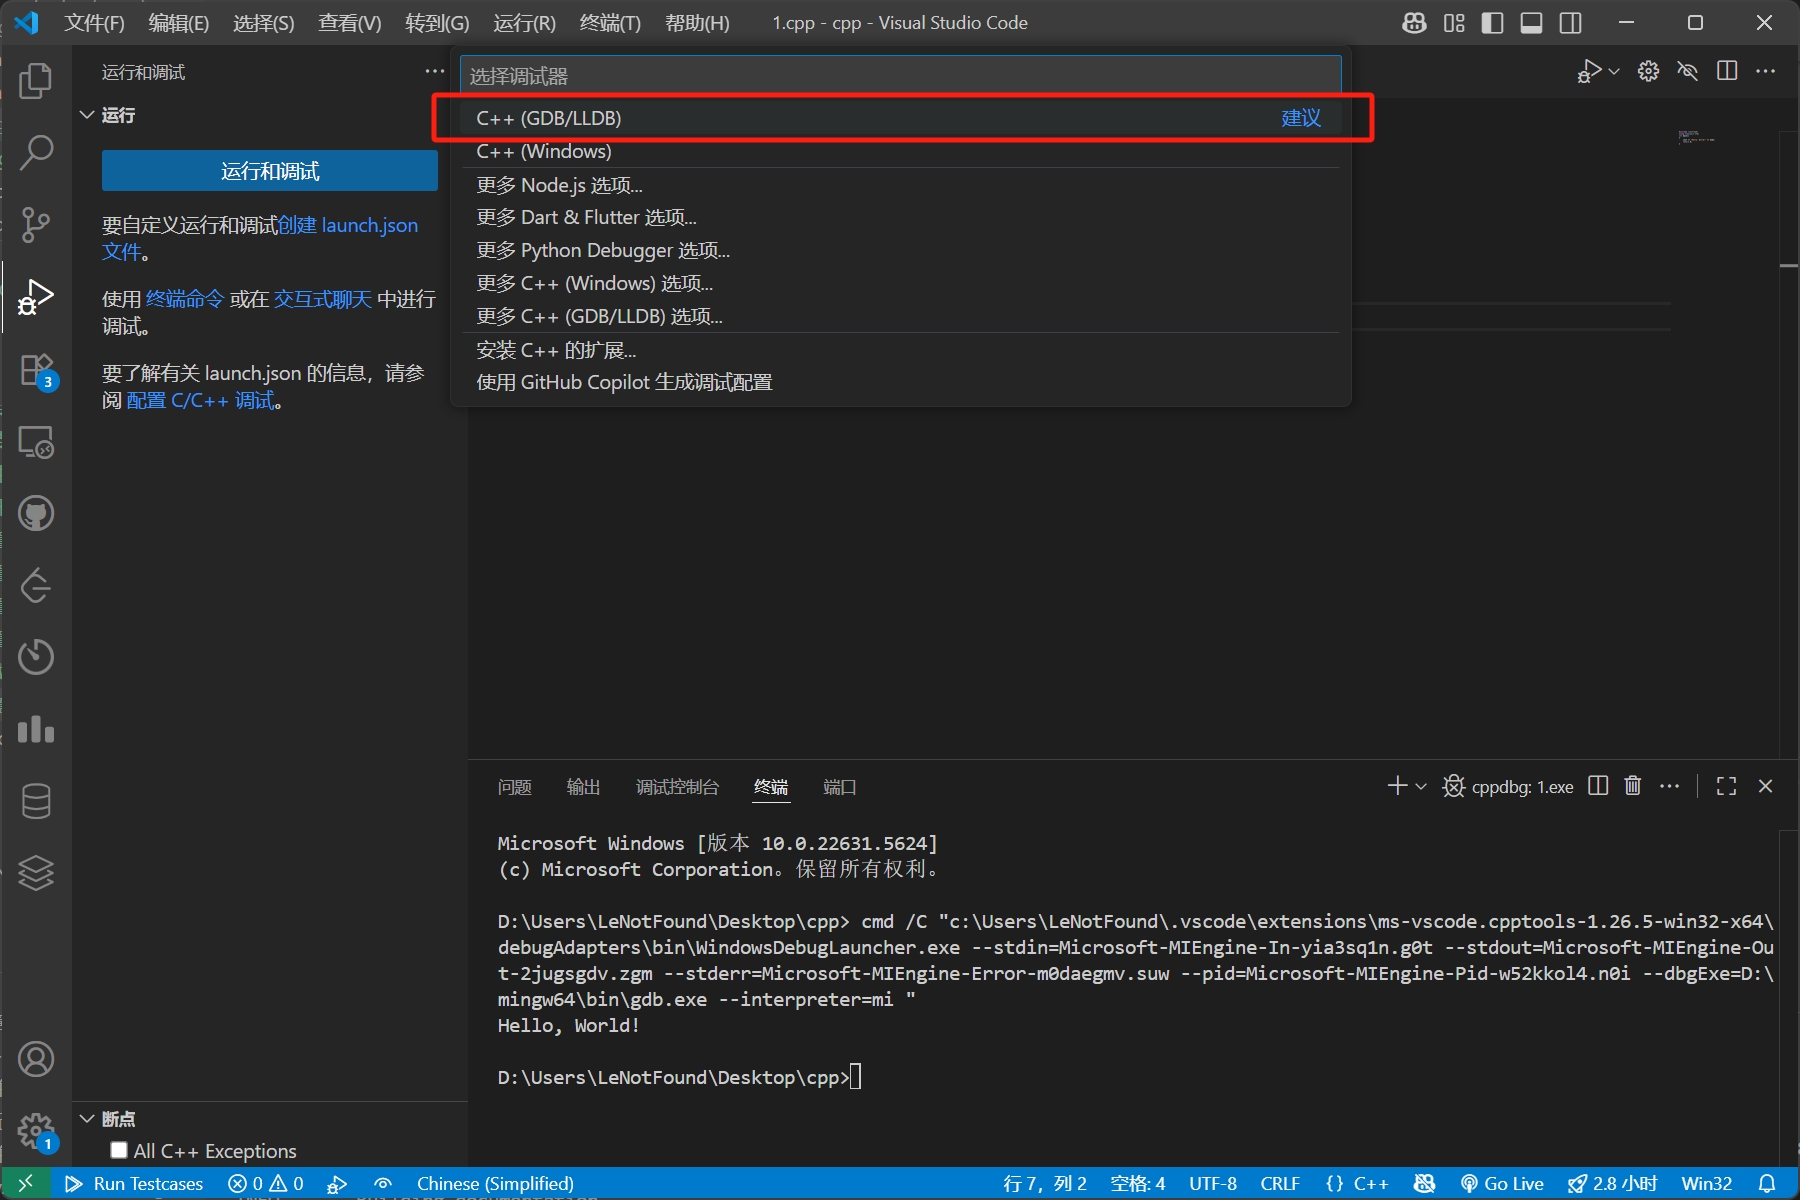 文件(F) 编辑(E) 选择(S) 查看(V) 转到(G) 运行(R) 终端(T) 帮助(H) 1.cpp - cpp - Visual Studio Code
运行和调试
运行
运行和调试
要自定义运行和调试创建 launch.json
文件。
使用 终端命令 或在 交互式聊天 中进行
调试。
要了解有关 launch.json 的信息，请参
阅 配置 C/C++ 调试。
3
选择调试器
C++ (GDB/LLDB) 建议
C++ (Windows)
更多 Node.js 选项...
更多 Dart & Flutter 选项...
更多 Python Debugger 选项...
更多 C++ (Windows) 选项...
更多 C++ (GDB/LLDB) 选项...
安装 C++ 的扩展...
使用 GitHub Copilot 生成调试配置
问题 输出 调试控制台 终端 端口 cppdbg: 1.exe
Microsoft Windows [版本 10.0.22631.5624]
(c) Microsoft Corporation。保留所有权利。
D:\Users\LeNotFound\Desktop\cpp> cmd /C "c:\Users\LeNotFound\.vscode\extensions\ms-vscode.cpptools-1.26.5-win32-x64\
debugAdapters\bin\WindowsDebugLauncher.exe --stdin=Microsoft-MIEngine-In-yia3sq1n.g0t --stdout=Microsoft-MIEngine-Ou
t-2jugsgdv.zgm --stderr=Microsoft-MIEngine-Error-m0daegmv.suw --pid=Microsoft-MIEngine-Pid-w52kkol4.n0i --dbgExe=D:\
mingw64\bin\gdb.exe --interpreter=mi "
Hello, World!
D:\Users\LeNotFound\Desktop\cpp>
断点
All C++ Exceptions
1
Run Testcases 0 0 Chinese (Simplified) 行 7，列 2 空格: 4 UTF-8 CRLF {} C++ Go Live 2.8 小时 Win32